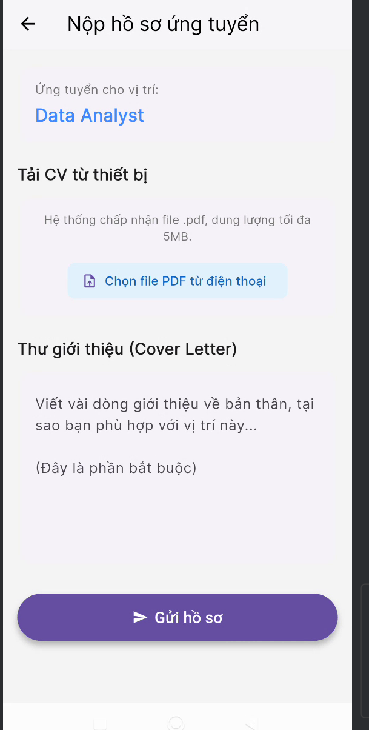 Nộp hồ sơ ứng tuyển
Ứng tuyển cho vị trí:
Data Analyst
Tải CV từ thiết bị
Hệ thống chấp nhận file .pdf, dung lượng tối đa
5MB.
Chọn file PDF từ điện thoại
Thư giới thiệu (Cover Letter)
Viết vài dòng giới thiệu về bản thân, tại
sao bạn phù hợp với vị trí này...
(Đây là phần bắt buộc)
Gửi hồ sơ